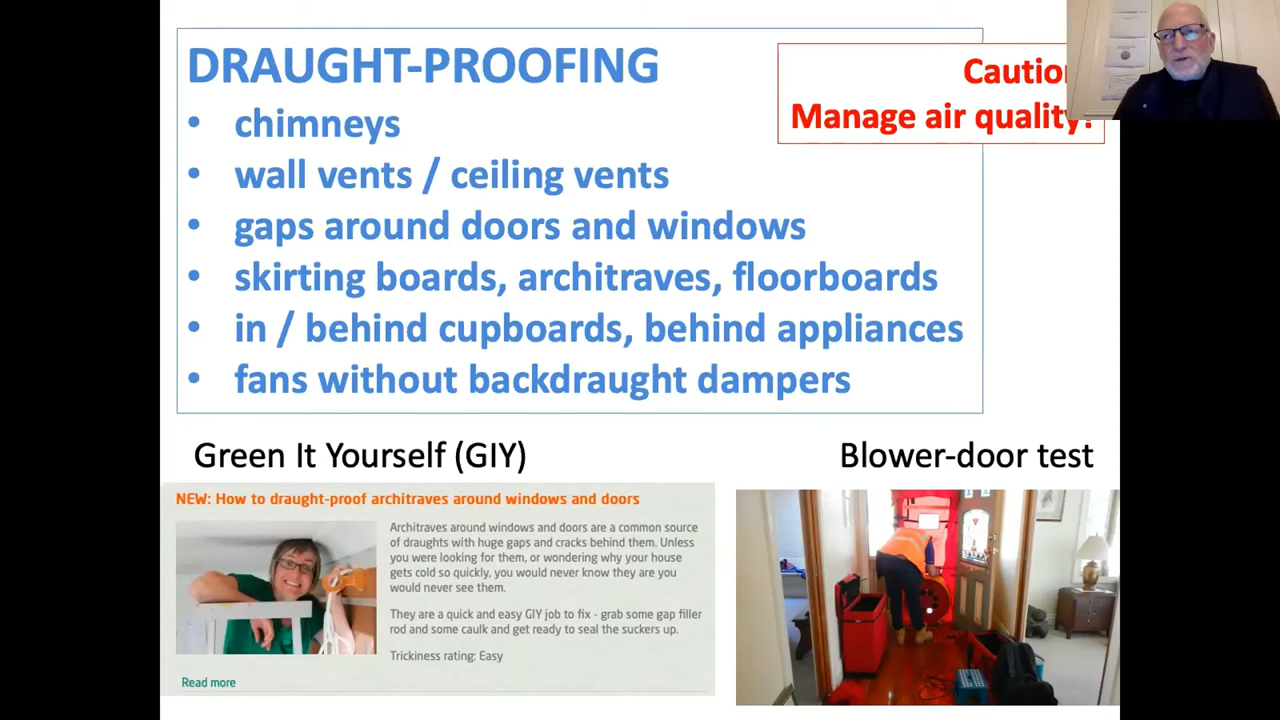 DRAUGHT-PROOFING
• chimneys
• wall vents / ceiling vents
• gaps around doors and windows
• skirting boards, architraves, floorboards
• in / behind cupboards, behind appliances
• fans without backdraught dampers
Manage air quality!
Green It Yourself (GIY)
NEW: How to draught-proof architraves around windows and doors
Architraves around windows and doors are a common source
of draughts with huge gaps and cracks behind them. Unless
you were looking for them, or wondering why your house
gets cold so quickly, you would never know they are you
would never see them.
They are a quick and easy GIY job to fix - grab some gap filler
rod and some caulk and get ready to seal the suckers up.
Trickiness rating: Easy
Read more
Blower-door test